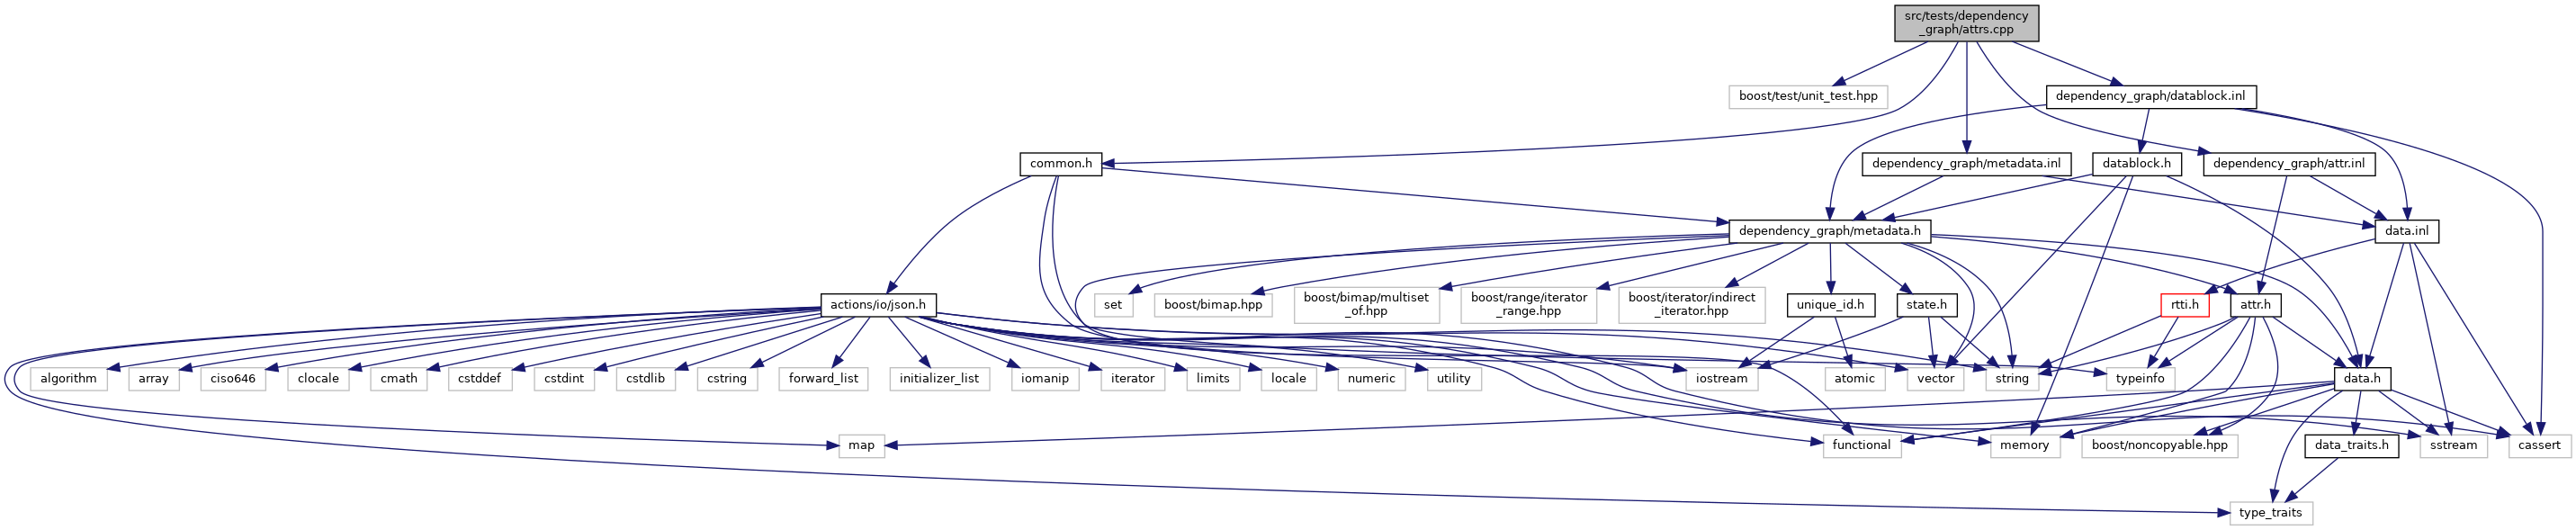 src/tests/dependency
_graph/attrs.cpp
boost/test/unit_test.hpp
dependency_graph/datablock.inl
common.h
dependency_graph/metadata.inl
datablock.h
dependency_graph/attr.inl
dependency_graph/metadata.h
data.inl
actions/io/json.h
set
boost/bimap.hpp
boost/bimap/multiset
_of.hpp
boost/range/iterator
_range.hpp
boost/iterator/indirect
_iterator.hpp
unique_id.h
state.h
rtti.h
attr.h
algorithm
array
ciso646
clocale
cmath
cstddef
cstdint
cstdlib
cstring
forward_list
initializer_list
iomanip
iterator
limits
locale
numeric
utility
iostream
atomic
vector
string
typeinfo
data.h
map
functional
memory
boost/noncopyable.hpp
data_traits.h
sstream
cassert
type_traits